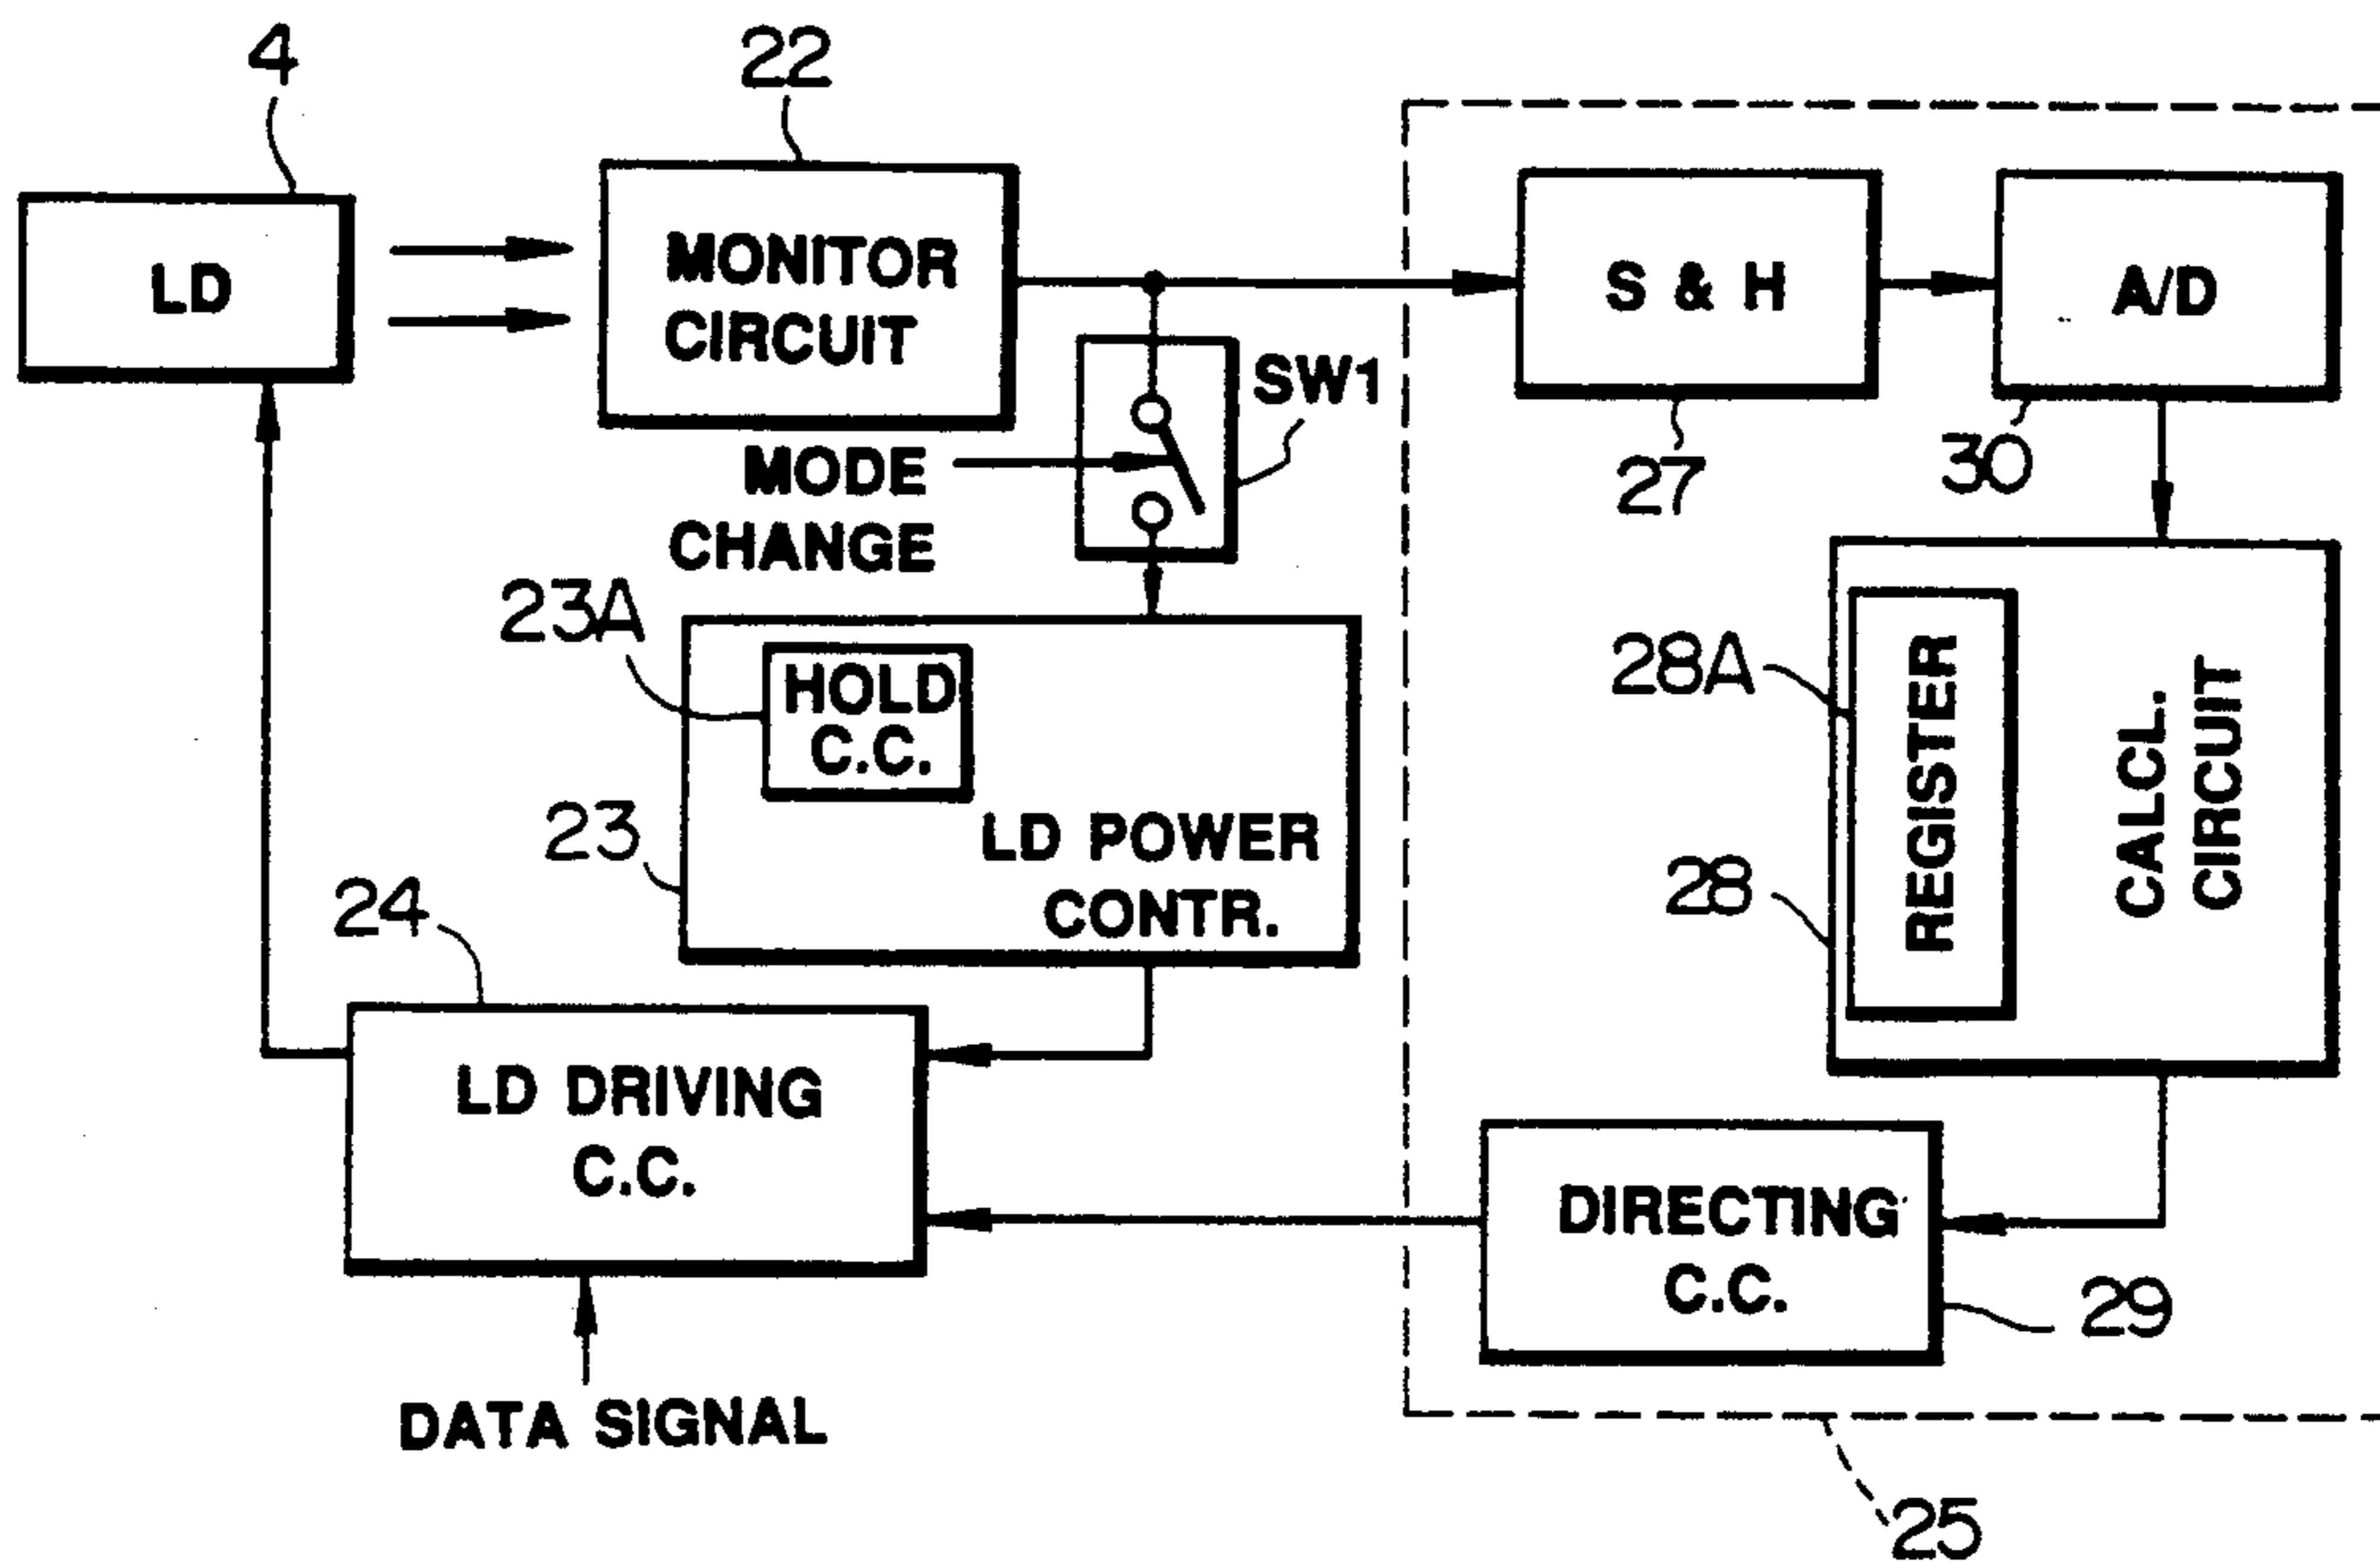 4
22
LD
MONITOR
CIRCUIT
S & H
A/D
SW1
27
30
MODE
CHANGE
23A
HOLD
C.C.
28A
REGISTER
CALCL.
CIRCUIT
23
LD POWER
CONTR.
28
24
LD DRIVING
C.C.
DIRECTING
C.C.
29
DATA SIGNAL
25